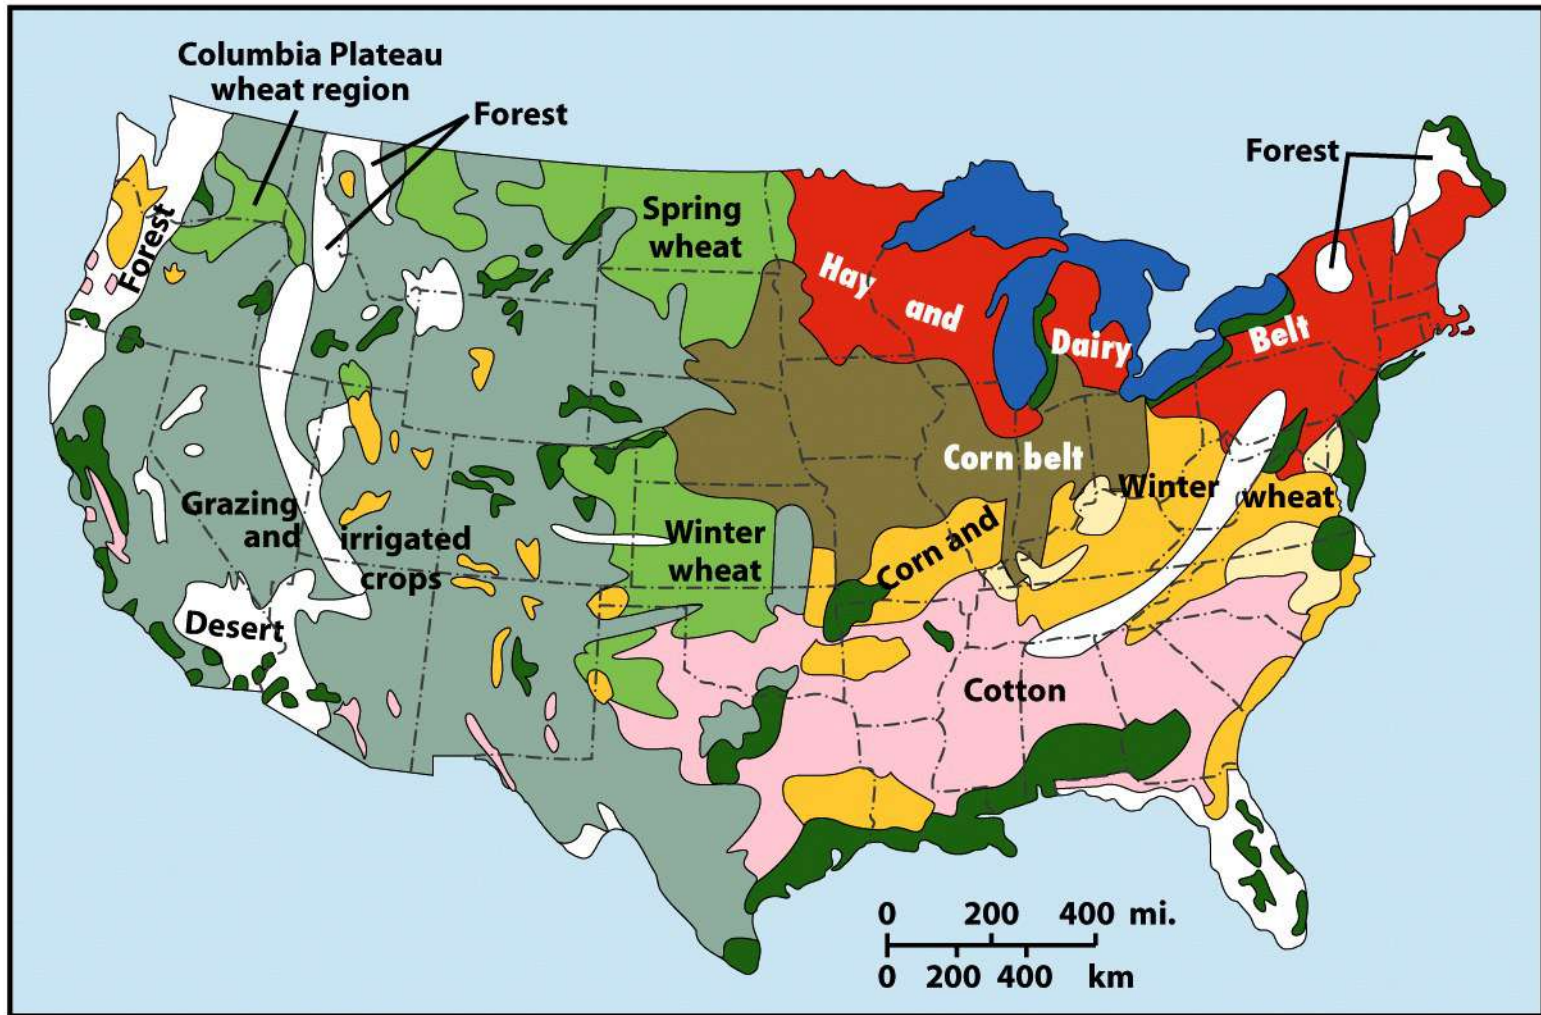 Columbia Plateau
wheat region
Forest
Forest
Forest
Spring
wheat
Hay and Dairy Belt
Corn belt
Winter wheat
Corn and
Grazing
and
irrigated
crops
Winter
wheat
Desert
Cotton
0 200 400 mi.
0 200 400 km